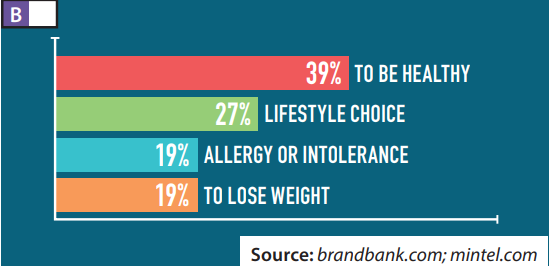 B
39% TO BE HEALTHY
27% LIFESTYLE CHOICE
19% ALLERGY OR INTOLERANCE
19% TO LOSE WEIGHT
Source: brandbank.com; mintel.com